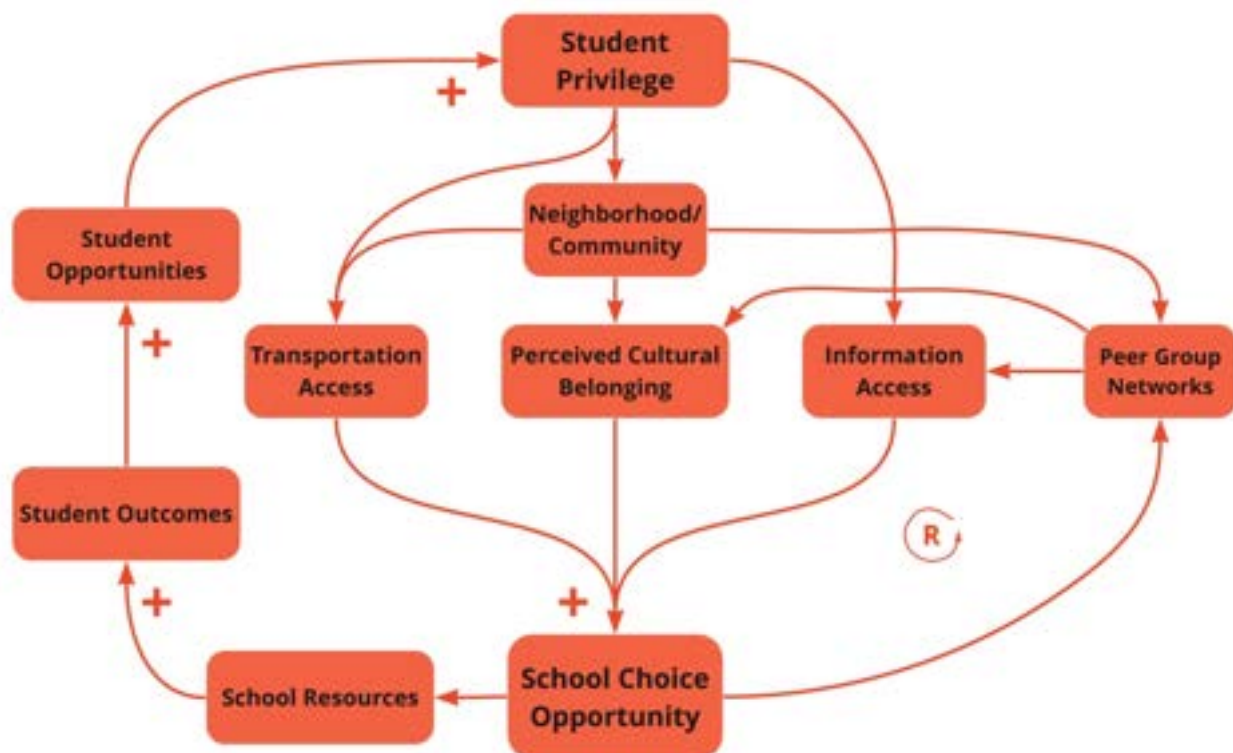 Student
Privilege
+
Neighborhood/
Community
Student
Opportunities
+
Transportation
Access
Perceived Cultural
Belonging
Information
Access
Peer Group
Networks
Student Outcomes
R
+
+
School Resources
School Choice
Opportunity